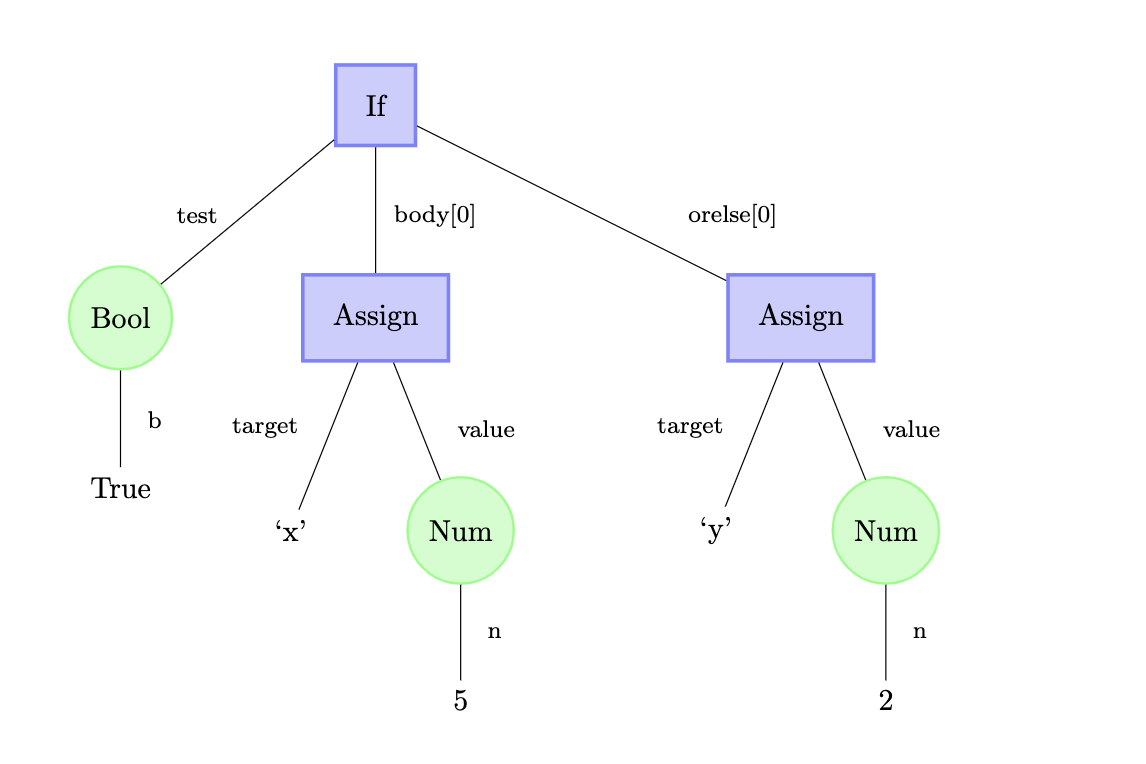 If
test
body[0]
orelse[0]
Bool
Assign
Assign
b
target
value
target
value
True
‘x’
Num
‘y’
Num
n
n
5
2